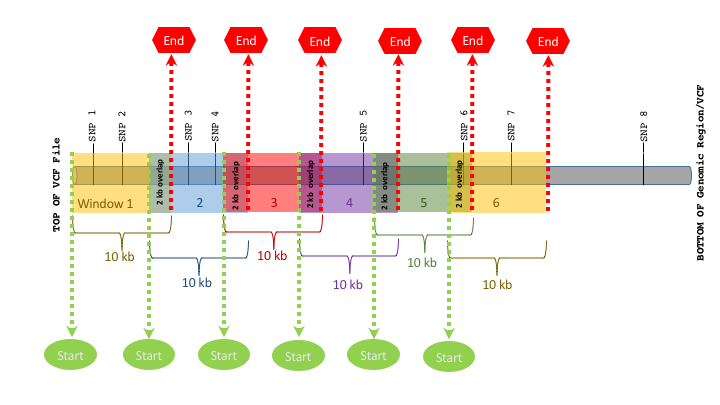 End End End End End End
SNP 1
SNP 2
SNP 3
SNP 4
SNP 5
SNP 6
SNP 7
SNP 8
TOP OF VCF File
BOTTOM OF Genomic Region/VCF
Window 1
2 kb overlap
2
2 kb overlap
3
2 kb overlap
4
2 kb overlap
5
2 kb overlap
6
10 kb
10 kb
10 kb
10 kb
10 kb
10 kb
Start Start Start Start Start Start